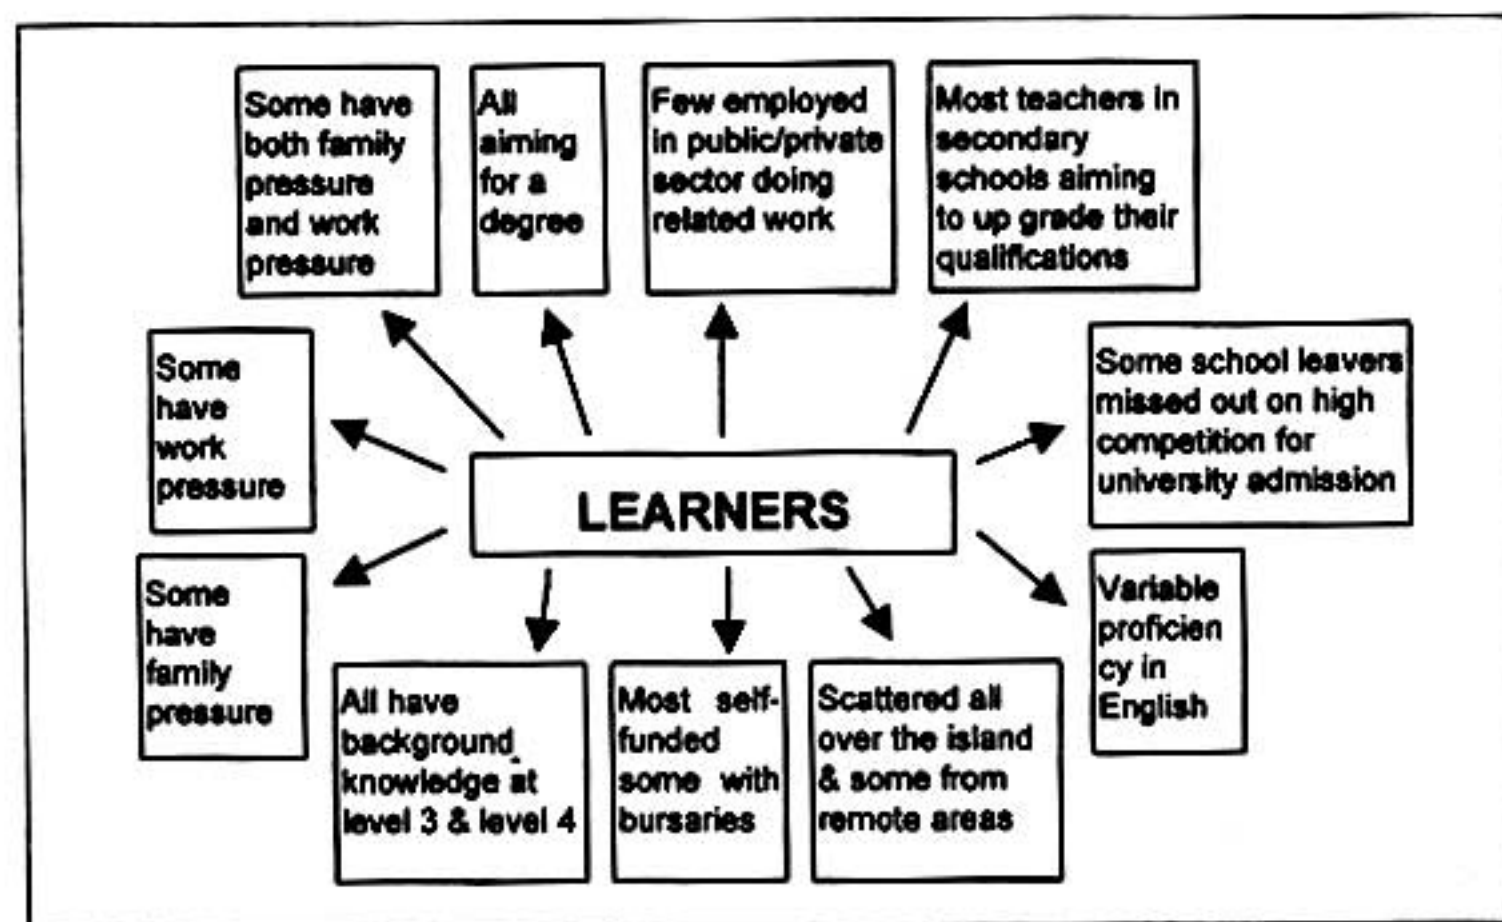 Some have
both family
pressure
and work
pressure
All
aiming
for a
degree
Few employed
in public/private
sector doing
related work
Most teachers in
secondary
schools aiming
to up grade their
qualifications
Some
have
work
pressure
Some school leavers
missed out on high
competition for
university admission
LEARNERS
Some
have
family
pressure
Variable
proficien
cy in
English
All have
background
knowledge at
level 3 & level 4
Most self-
funded
some with
bursaries
Scattered all
over the island
& some from
remote areas